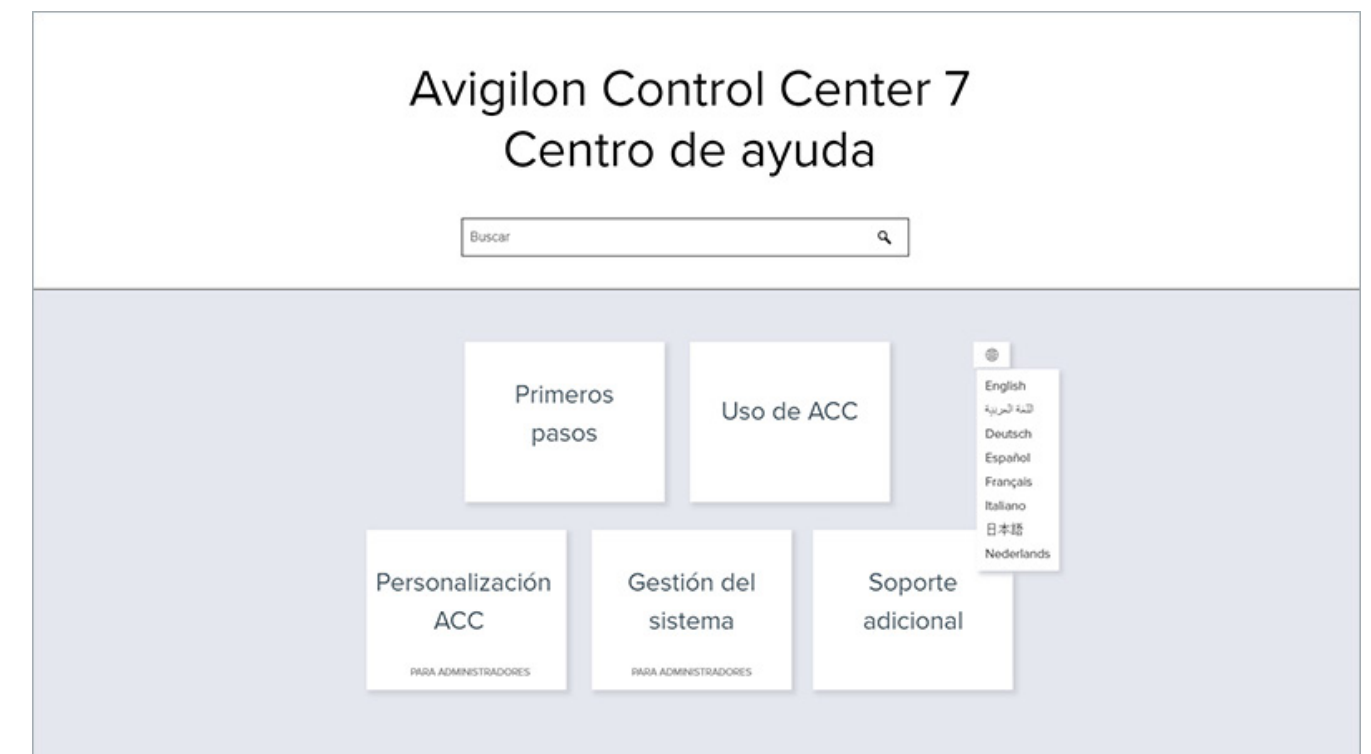 Avigilon Control Center 7
Centro de ayuda
Buscar
Primeros
pasos
Uso de ACC
English
اللغة العربية
Deutsch
Español
Français
Italiano
日本語
Nederlands
Personalización
ACC
PARA ADMINISTRADORES
Gestión del
sistema
PARA ADMINISTRADORES
Soporte
adicional